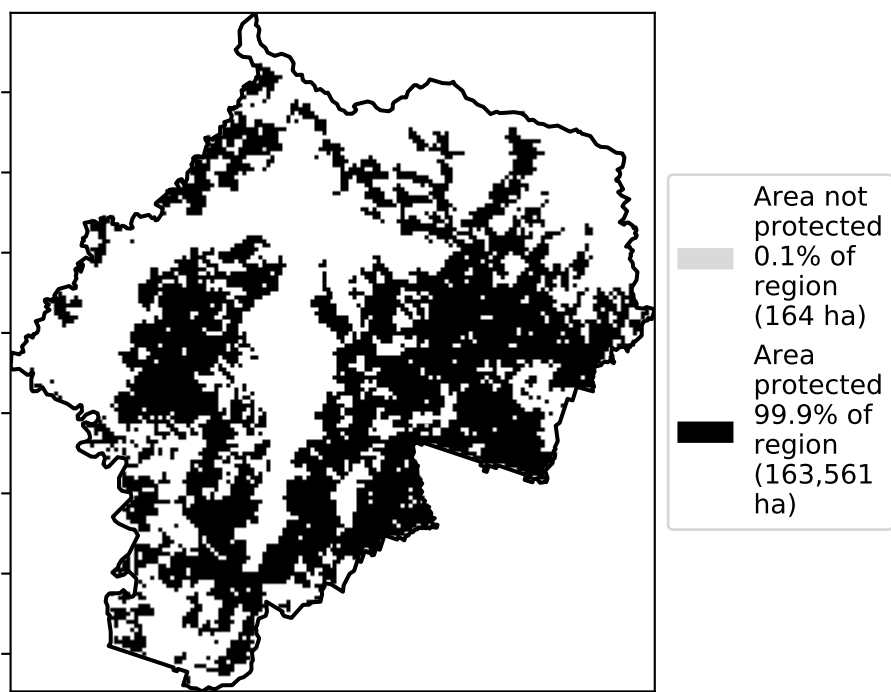 Area not
protected
0.1% of
region
(164 ha)
Area
protected
99.9% of
region
(163,561
ha)